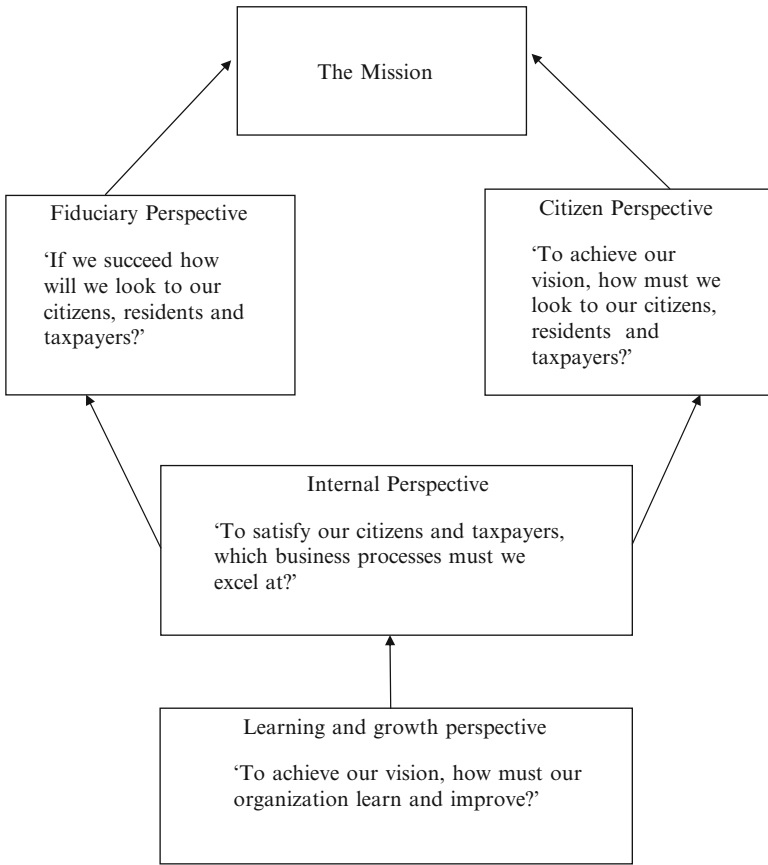 The Mission
Fiduciary Perspective
‘If we succeed how
will we look to our
citizens, residents and
taxpayers?’
Citizen Perspective
‘To achieve our
vision, how must we
look to our citizens,
residents and
taxpayers?’
Internal Perspective
‘To satisfy our citizens and taxpayers,
which business processes must we
excel at?’
Learning and growth perspective
‘To achieve our vision, how must our
organization learn and improve?’